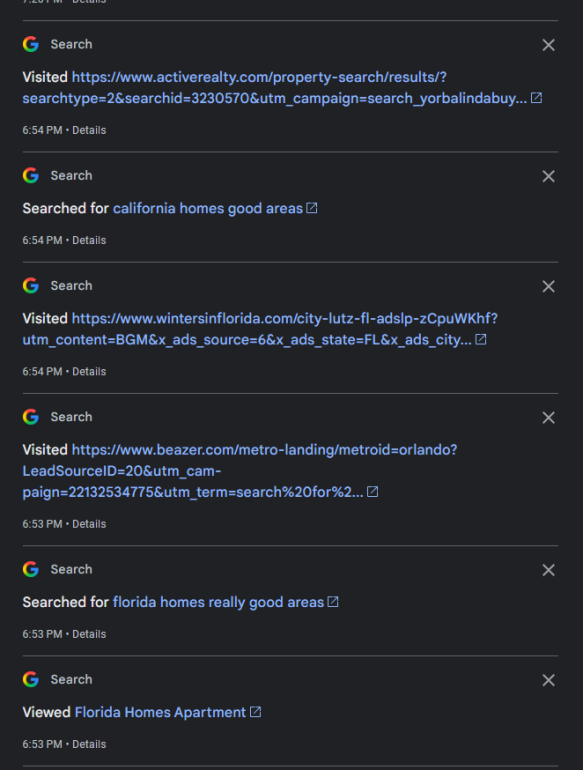 Search
Visited https://www.activerealty.com/property-search/results/?
searchtype=2&searchid=3230570&utm_campaign=search_yorbalindabuy...
6:54 PM • Details
Search
Searched for california homes good areas
6:54 PM • Details
Search
Visited https://www.wintersinflorida.com/city-lutz-fl-adslp-zCpuWKhf?
utm_content=BGM&x_ads_source=6&x_ads_state=FL&x_ads_city...
6:54 PM • Details
Search
Visited https://www.beazer.com/metro-landing/metroid=orlando?
LeadSourceID=20&utm_cam-
paign=22132534775&utm_term=search%20for%2...
6:53 PM • Details
Search
Searched for florida homes really good areas
6:53 PM • Details
Search
Viewed Florida Homes Apartment
6:53 PM • Details